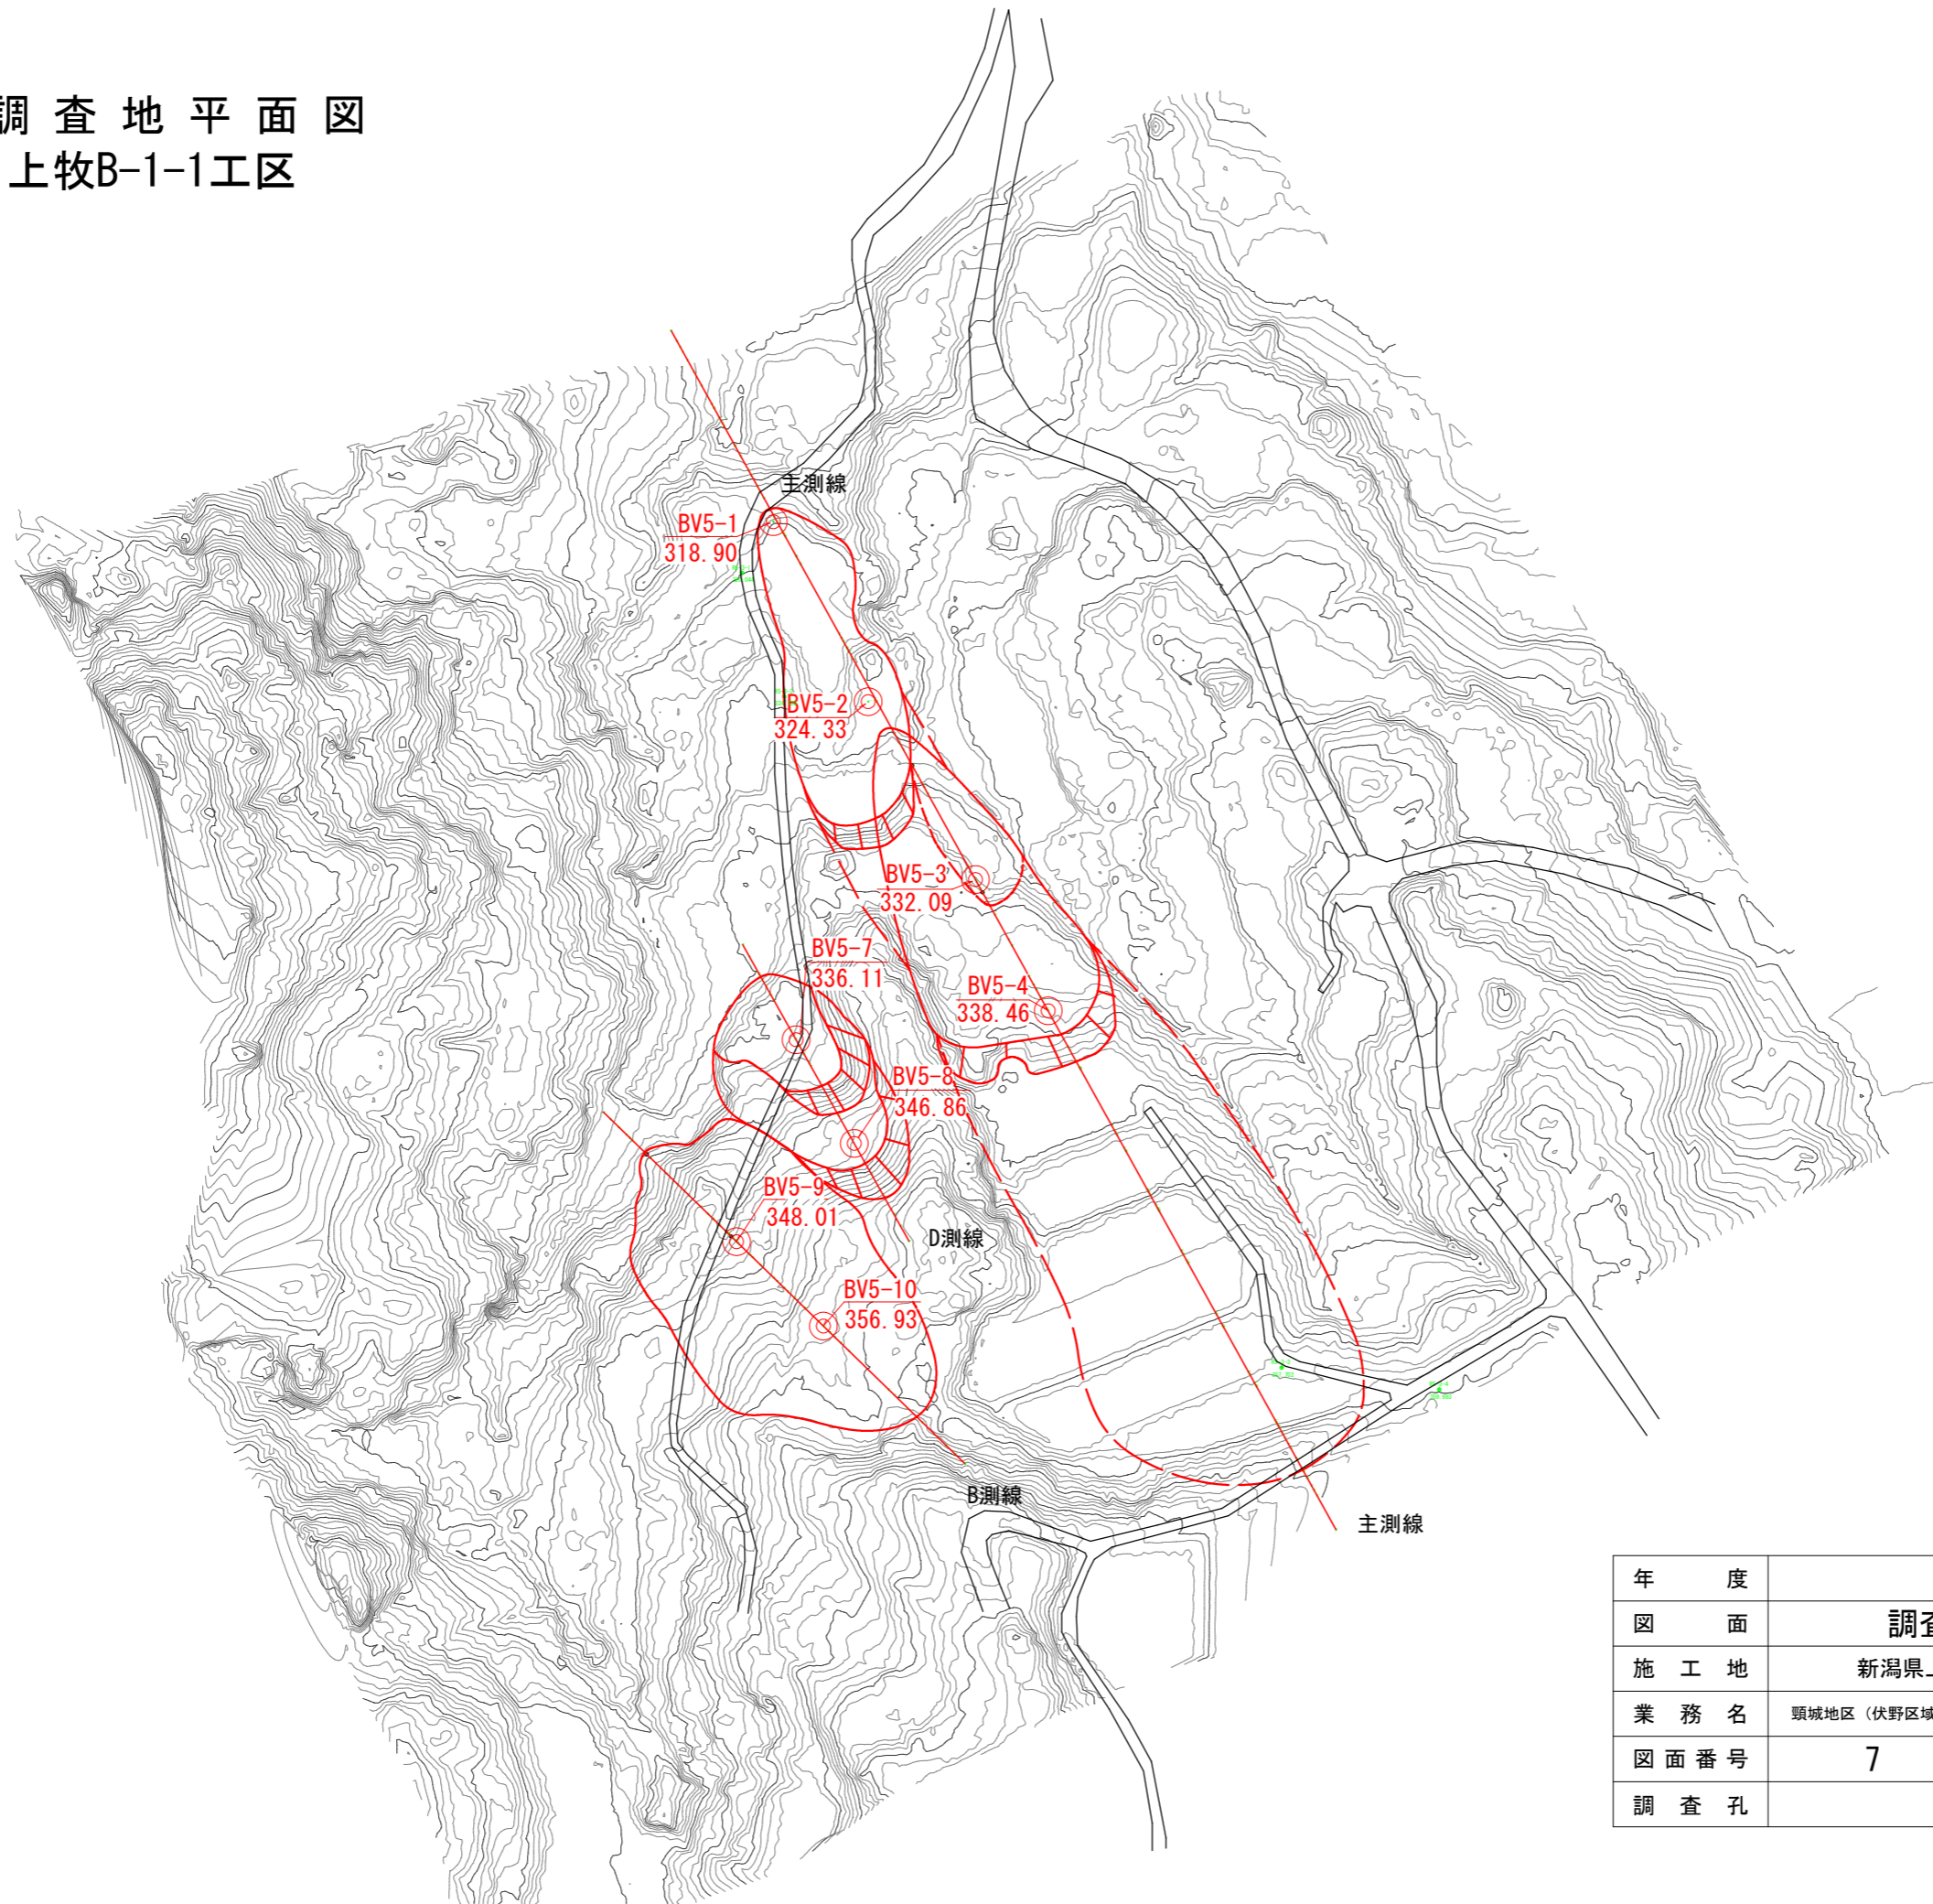 調査地平面図
上牧B-1-1工区
主測線
BV5-1
318.90
BV5-2
324.33
BV5-3
332.09
BV5-7
336.11
BV5-4
338.46
BV5-8
346.86
BV5-9
348.01
D測線
BV5-10
356.93
B測線
主測線
年度
図面 調査
施工地 新潟県上
業務名 頸城地区（伏野区域
図面番号 7
調査孔